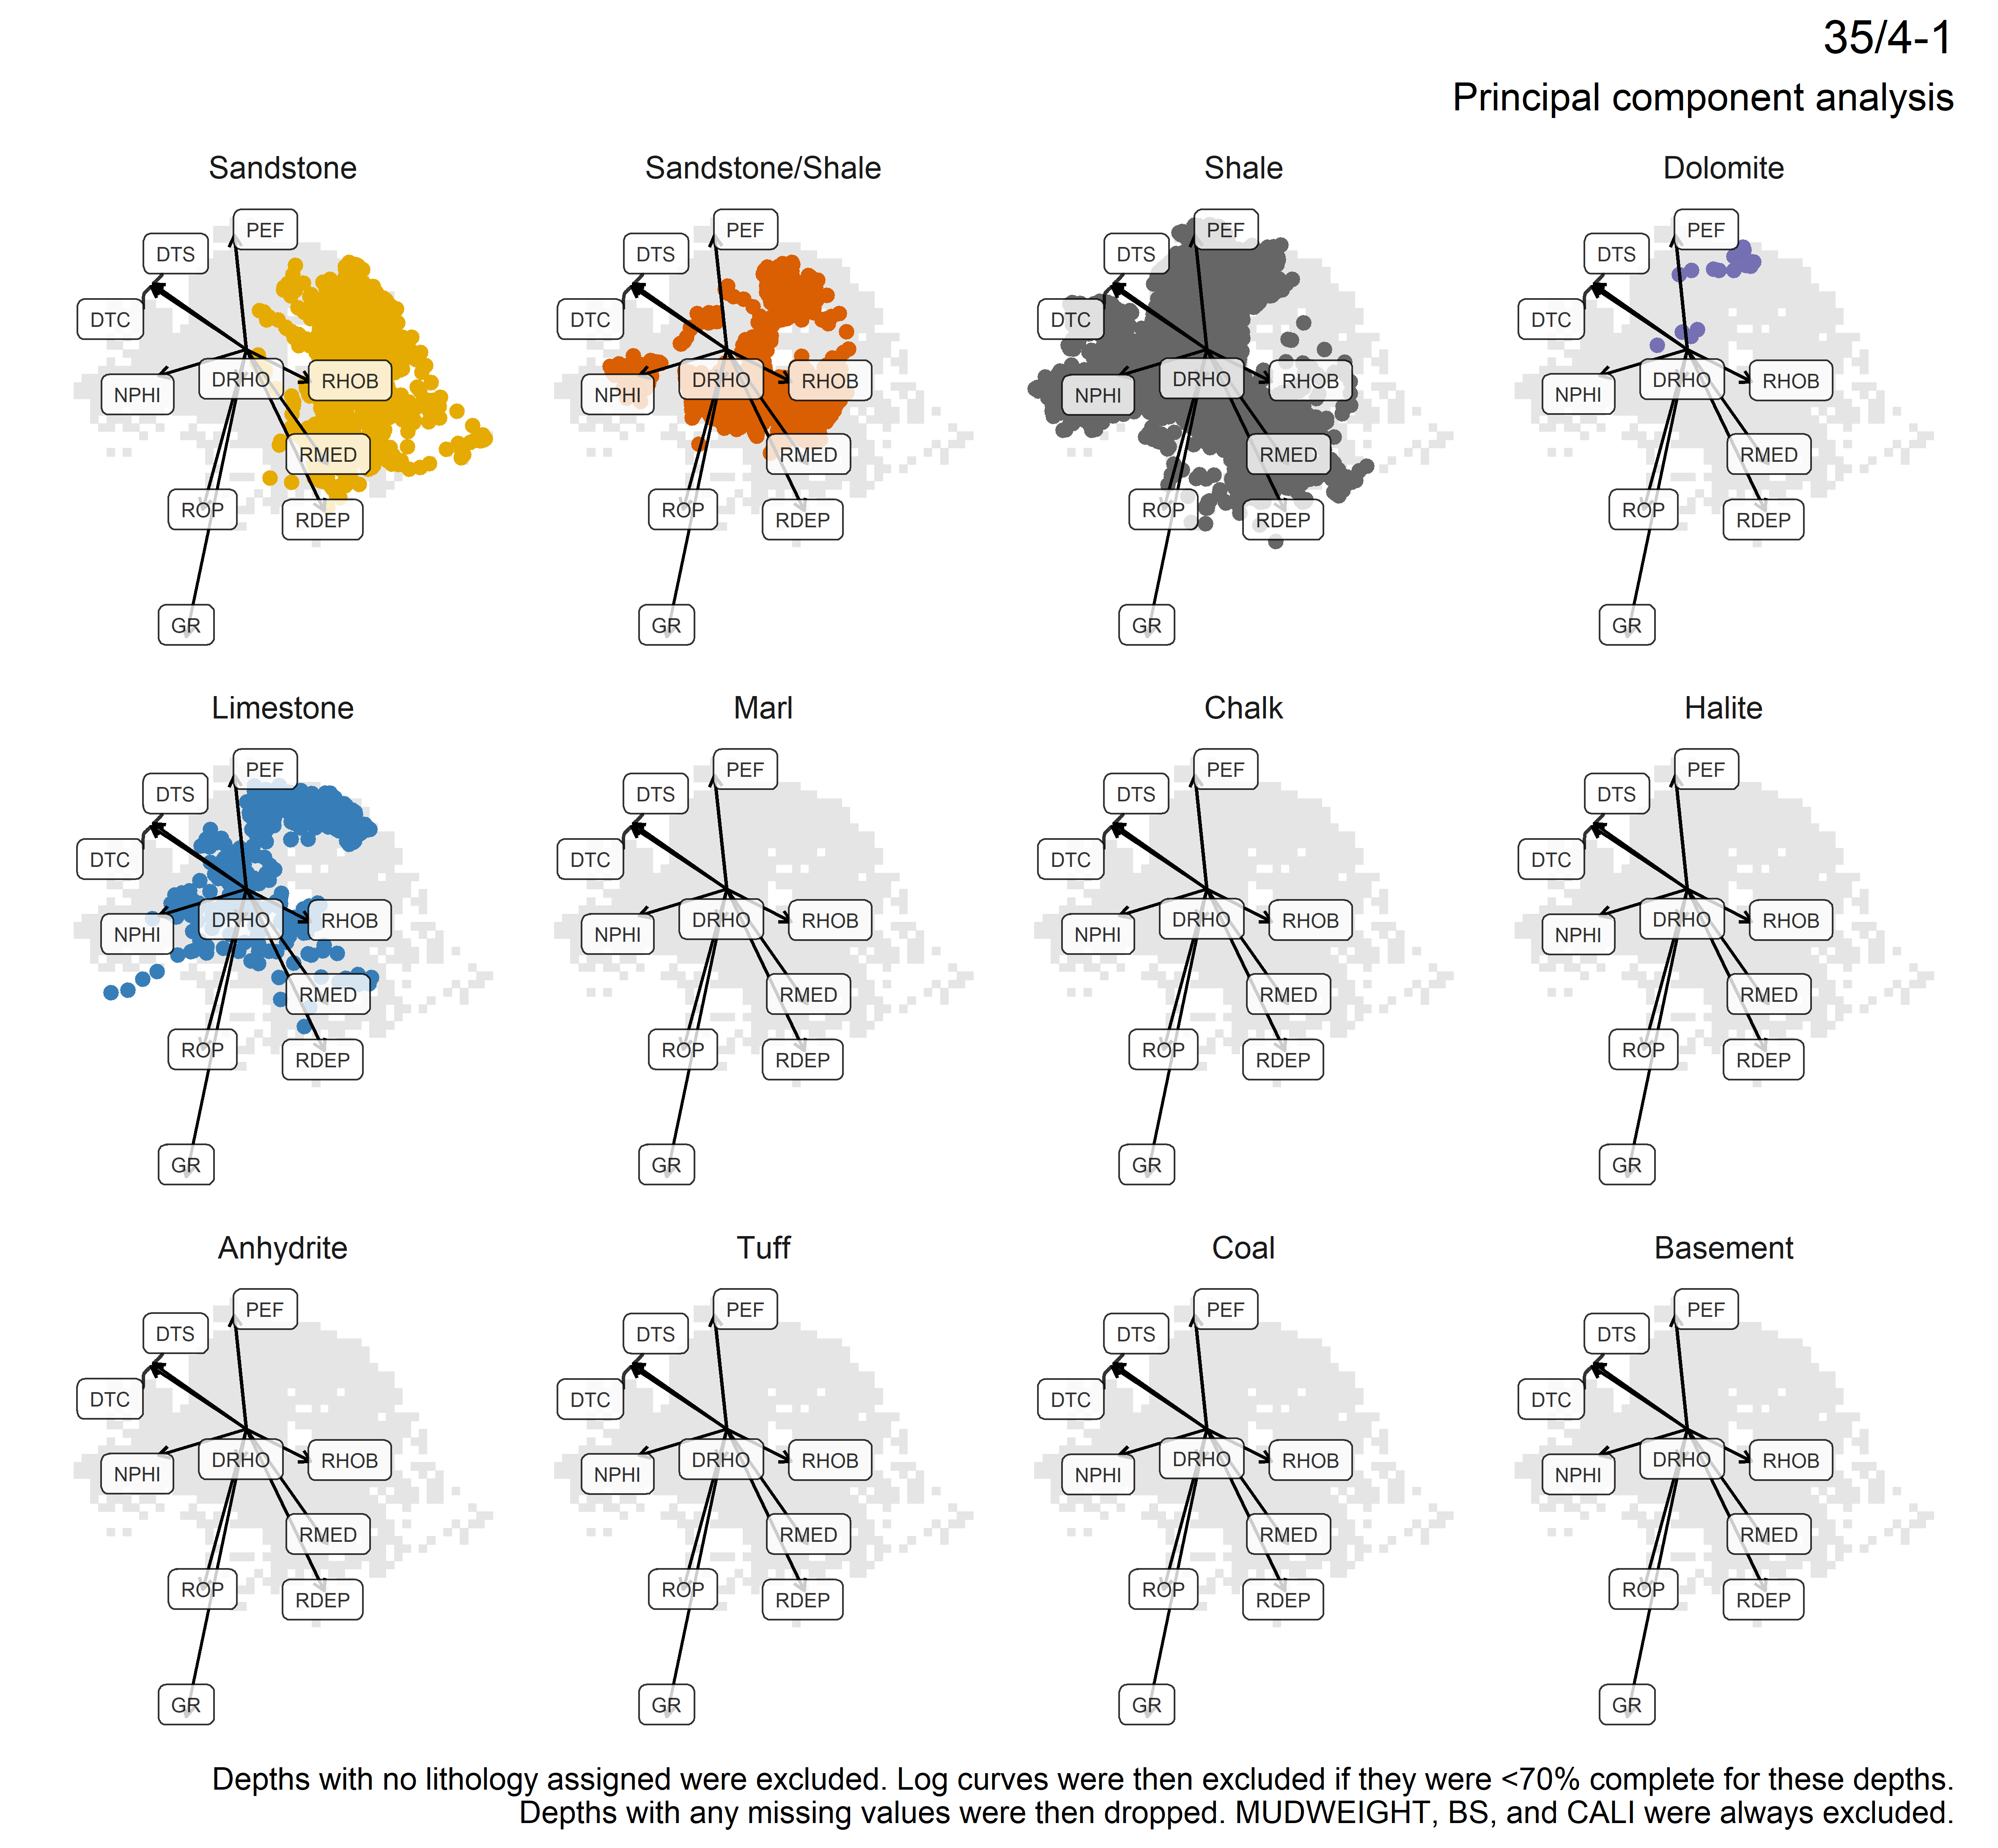 35/4-1
Principal component analysis
Sandstone
PEF
DTS
DTC
DRHO
RHOB
NPHI
RMED
ROP
RDEP
GR
Sandstone/Shale
PEF
DTS
DTC
DRHO
RHOB
NPHI
RMED
ROP
RDEP
GR
Shale
PEF
DTS
DTC
DRHO
RHOB
NPHI
RMED
ROP
RDEP
GR
Dolomite
PEF
DTS
DTC
DRHO
RHOB
NPHI
RMED
ROP
RDEP
GR
Limestone
PEF
DTS
DTC
DRHO
RHOB
NPHI
RMED
ROP
RDEP
GR
Marl
PEF
DTS
DTC
DRHO
RHOB
NPHI
RMED
ROP
RDEP
GR
Chalk
PEF
DTS
DTC
DRHO
RHOB
NPHI
RMED
ROP
RDEP
GR
Halite
PEF
DTS
DTC
DRHO
RHOB
NPHI
RMED
ROP
RDEP
GR
Anhydrite
PEF
DTS
DTC
DRHO
RHOB
NPHI
RMED
ROP
RDEP
GR
Tuff
PEF
DTS
DTC
DRHO
RHOB
NPHI
RMED
ROP
RDEP
GR
Coal
PEF
DTS
DTC
DRHO
RHOB
NPHI
RMED
ROP
RDEP
GR
Basement
PEF
DTS
DTC
DRHO
RHOB
NPHI
RMED
ROP
RDEP
GR
Depths with no lithology assigned were excluded. Log curves were then excluded if they were <70% complete for these depths.
Depths with any missing values were then dropped. MUDWEIGHT, BS, and CALI were always excluded.